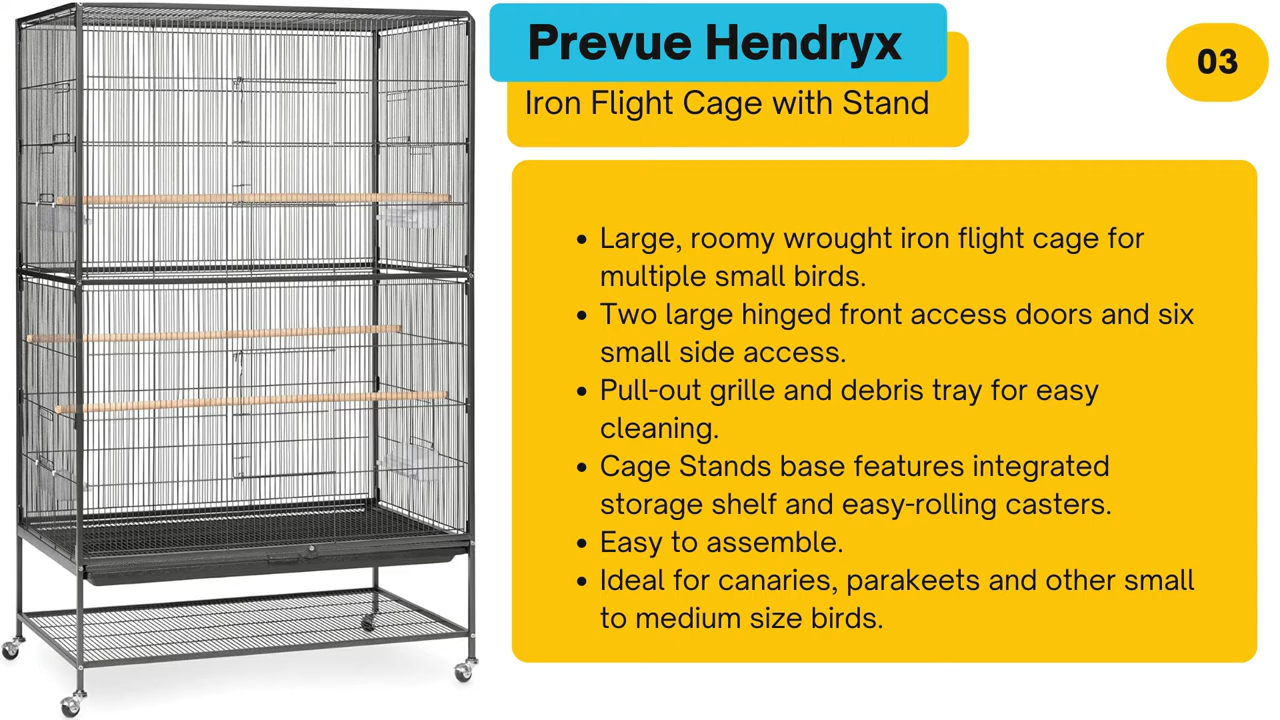 Prevue Hendryx
03
Iron Flight Cage with Stand
• Large, roomy wrought iron flight cage for
multiple small birds.
• Two large hinged front access doors and six
small side access.
• Pull-out grille and debris tray for easy
cleaning.
• Cage Stands base features integrated
storage shelf and easy-rolling casters.
• Easy to assemble.
• Ideal for canaries, parakeets and other small
to medium size birds.